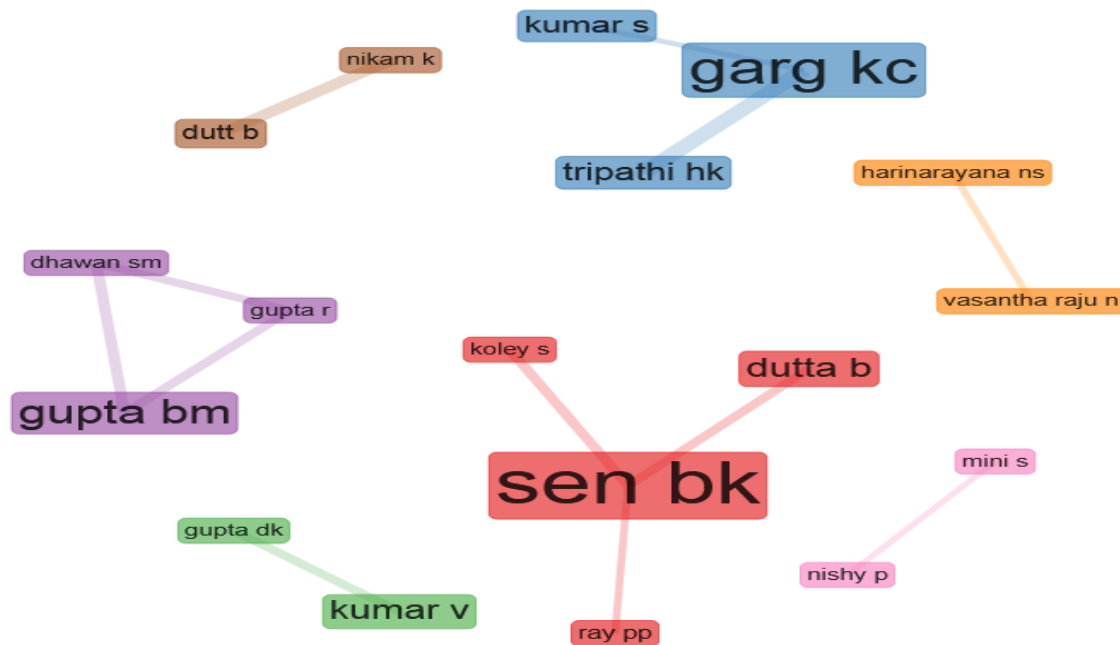 kumar s
nikam k
garg kc
dutt b
tripathi hk
harinarayana ns
dhawan sm
vasantha raju n
gupta r
koley s
dutta b
gupta bm
mini s
sen bk
gupta dk
nishy p
kumar v
ray pp